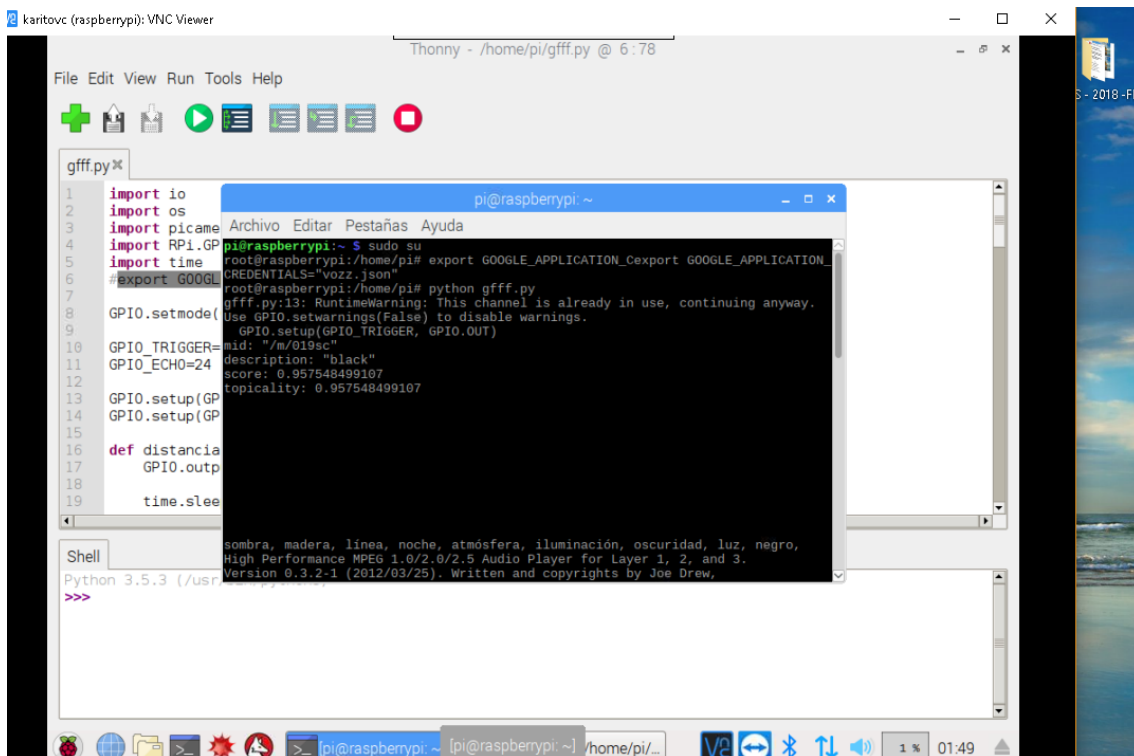 karitovc (raspberrypi): VNC Viewer
Thonny - /home/pi/gfff.py @ 6:78
File Edit View Run Tools Help
S - 2018 -F
gfff.py
1 import io
2 import os
3 import picame
4 import RPi.GP
5 import time
6 #export GOOGL
7
8 GPIO.setmode(
9
10 GPIO_TRIGGER=
11 GPIO_ECHO=24
12
13 GPIO.setup(GP
14 GPIO.setup(GP
15
16 def distancia
17 GPIO.outp
18
19 time.slee
pi@raspberrypi: ~
Archivo Editar Pestañas Ayuda
pi@raspberrypi:~ $ sudo su
root@raspberrypi:/home/pi# export GOOGLE_APPLICATION_Cexport GOOGLE_APPLICATION_
CREDENTIALS="vozz.json"
root@raspberrypi:/home/pi# python gfff.py
gfff.py:13: RuntimeWarning: This channel is already in use, continuing anyway.
Use GPIO.setwarnings(False) to disable warnings.
GPIO.setup(GPIO_TRIGGER, GPIO.OUT)
mid: "/m/019sc"
description: "black"
score: 0.957548499107
topicality: 0.957548499107
sombra, madera, línea, noche, atmósfera, iluminación, oscuridad, luz, negro,
High Performance MPEG 1.0/2.0/2.5 Audio Player for Layer 1, 2, and 3.
Version 0.3.2-1 (2012/03/25). Written and copyrights by Joe Drew,
Shell
Python 3.5.3 (/usr/
>>>
[pi@raspberrypi: ~
[pi@raspberrypi: ~]
/home/pi/...
1 %
01:49